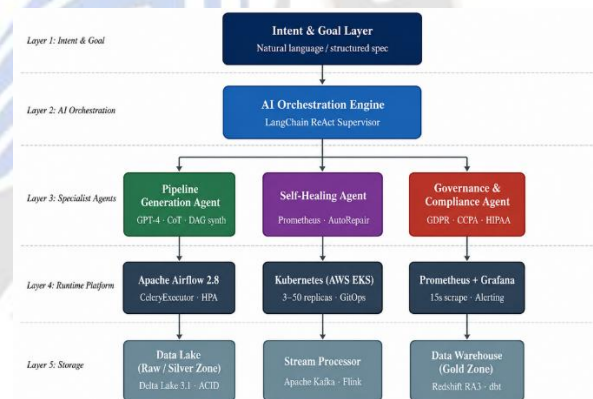 Layer 1: Intent & Goal
Intent & Goal Layer
Natural language / structured spec
Layer 2: AI Orchestration
AI Orchestration Engine
LangChain ReAct Supervisor
Layer 3: Specialist Agents
Pipeline
Generation Agent
GPT-4 · CoT · DAG synth
Self-Healing Agent
Prometheus · AutoRepair
Governance &
Compliance Agent
GDPR · CCPA · HIPAA
Layer 4: Runtime Platform
Apache Airflow 2.8
CeleryExecutor · HPA
Kubernetes (AWS EKS)
3–50 replicas · GitOps
Prometheus + Grafana
15s scrape · Alerting
Layer 5: Storage
Data Lake
(Raw / Silver Zone)
Delta Lake 3.1 · ACID
Stream Processor
Apache Kafka · Flink
Data Warehouse
(Gold Zone)
Redshift RA3 · dbt